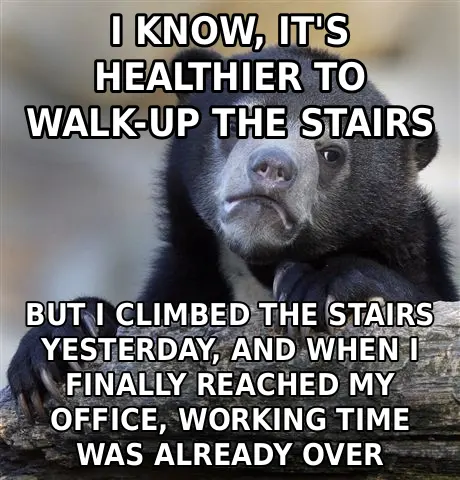 I KNOW, IT'S
HEALTHIER TO
WALK-UP THE STAIRS
BUT I CLIMBED THE STAIRS
YESTERDAY, AND WHEN I
FINALLY REACHED MY
OFFICE, WORKING TIME
WAS ALREADY OVER